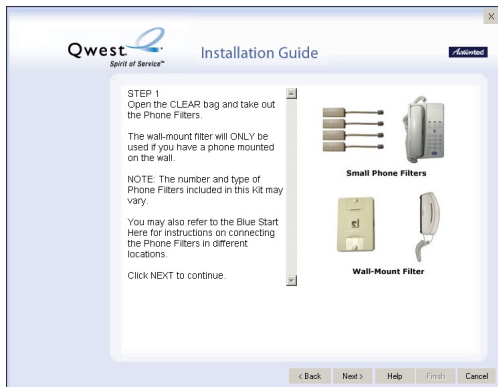 X
Qwest.
Spirit of Service™
Installation Guide
Actiontec
STEP 1
Open the CLEAR bag and take out
the Phone Filters.
The wall-mount filter will ONLY be
used if you have a phone mounted
on the wall.
NOTE: The number and type of
Phone Filters included in this Kit may
vary.
You may also refer to the Blue Start
Here for instructions on connecting
the Phone Filters in different
locations.
Click NEXT to continue.
Small Phone Filters
Wall-Mount Filter
< Back
Next >
Help
Finish
Cancel